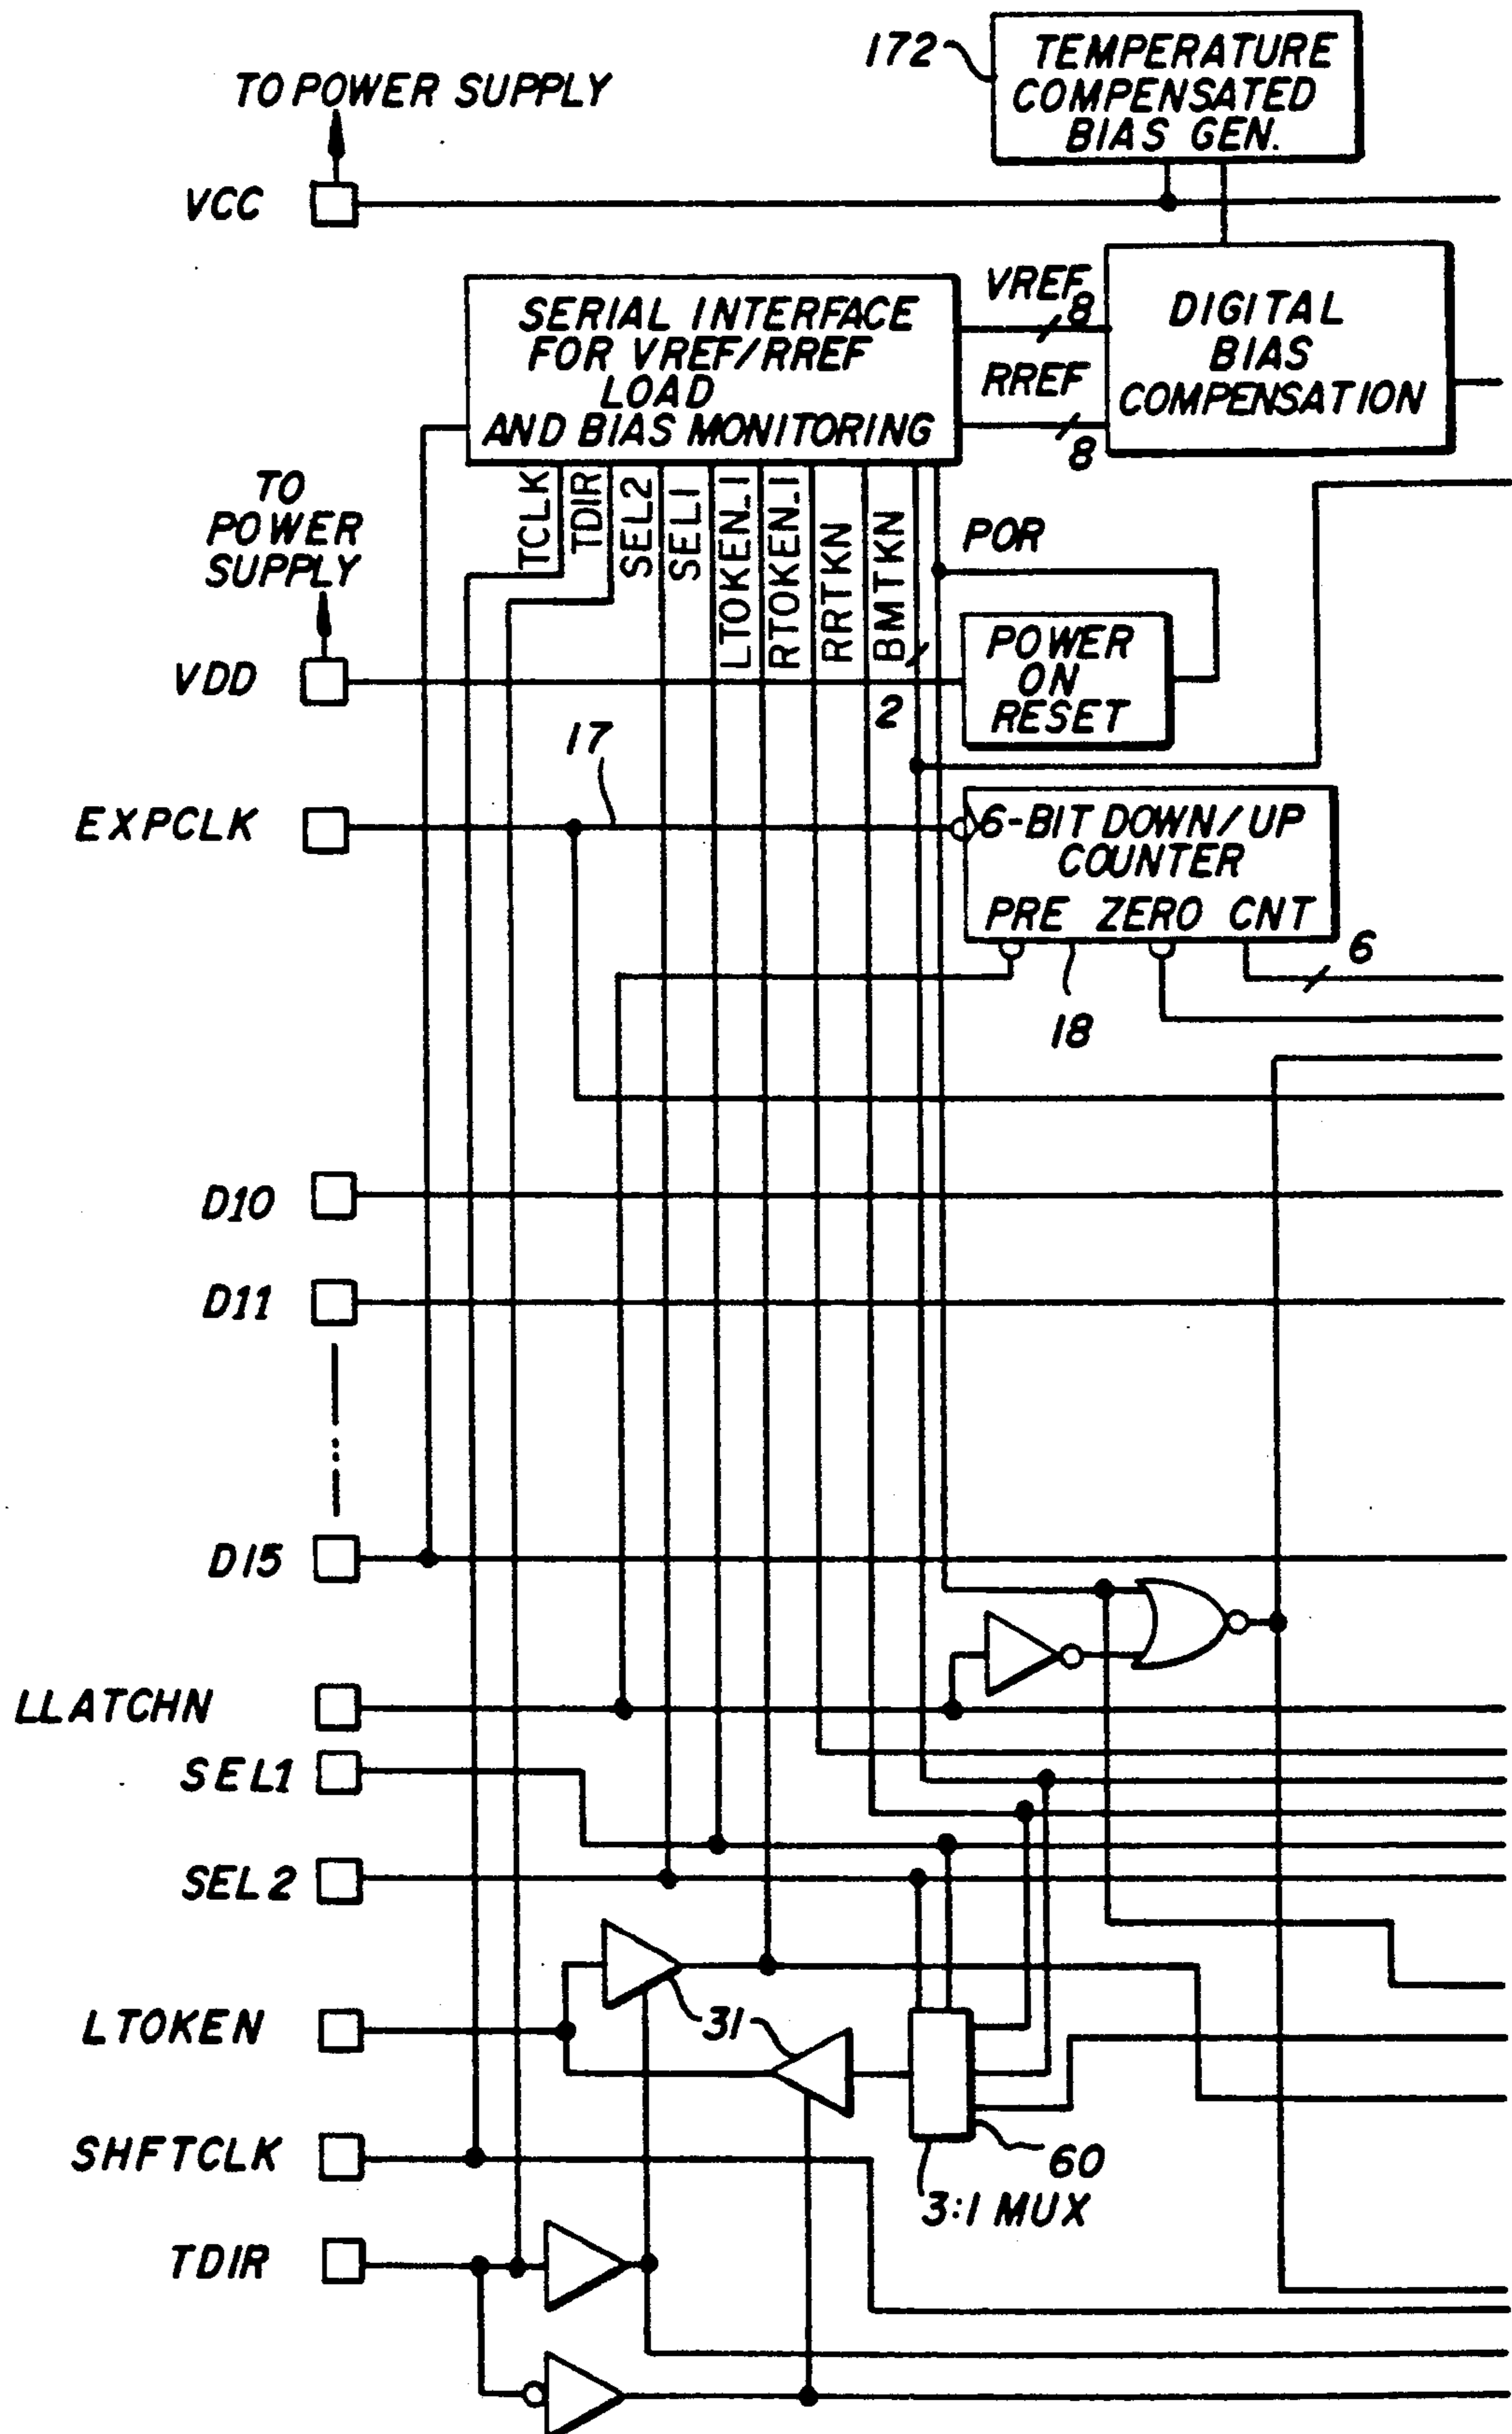 172
TEMPERATURE
COMPENSATED
BIAS GEN.
TO POWER SUPPLY
VCC
SERIAL INTERFACE
FOR VREF/RREF
LOAD
AND BIAS MONITORING
VREF
8
RREF
8
DIGITAL
BIAS
COMPENSATION
TCLK
TDIR
SEL2
SEL1
LTOKEN_I
RTOKEN_I
RRTKN
BMTKN
2
POR
TO
POWER
SUPPLY
VDD
POWER
ON
RESET
17
EXPCLK
6-BIT DOWN/UP
COUNTER
PRE ZERO CNT
6
18
D10
D11
D15
LLATCHN
SEL1
SEL2
LTOKEN
31
60
3:1 MUX
SHFTCLK
TDIR